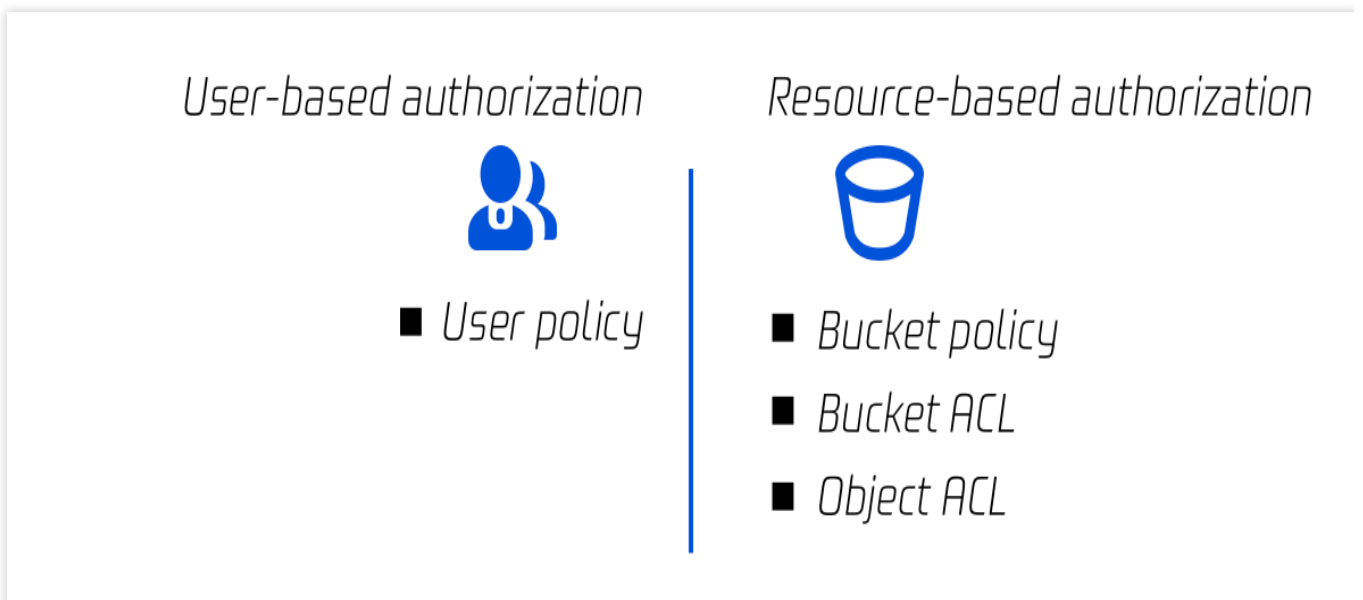 User-based authorization
■ User policy
Resource-based authorization
■ Bucket policy
■ Bucket ACL
■ Object ACL